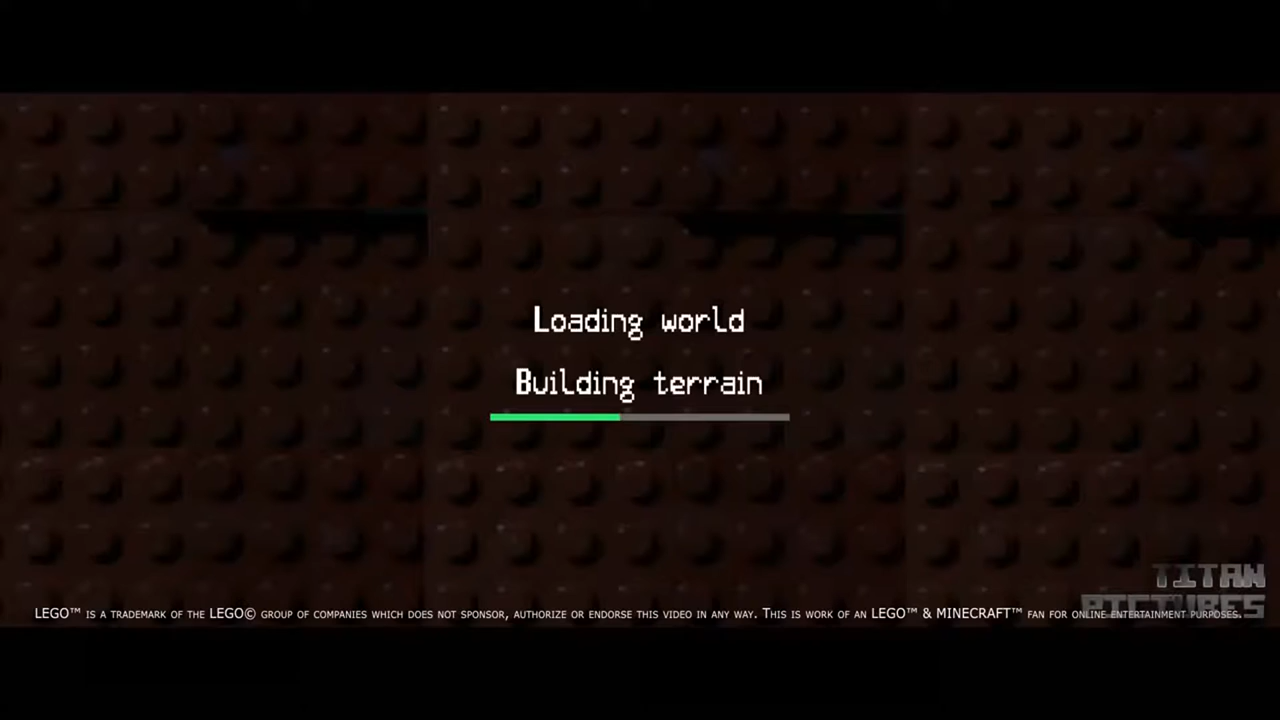 Loading world
Building terrain
TITAN
PICTURES
LEGO™ IS A TRADEMARK OF THE LEGO© GROUP OF COMPANIES WHICH DOES NOT SPONSOR, AUTHORIZE OR ENDORSE THIS VIDEO IN ANY WAY. THIS IS WORK OF AN LEGO™ & MINECRAFT™ FAN FOR ONLINE ENTERTAINMENT PURPOSES.